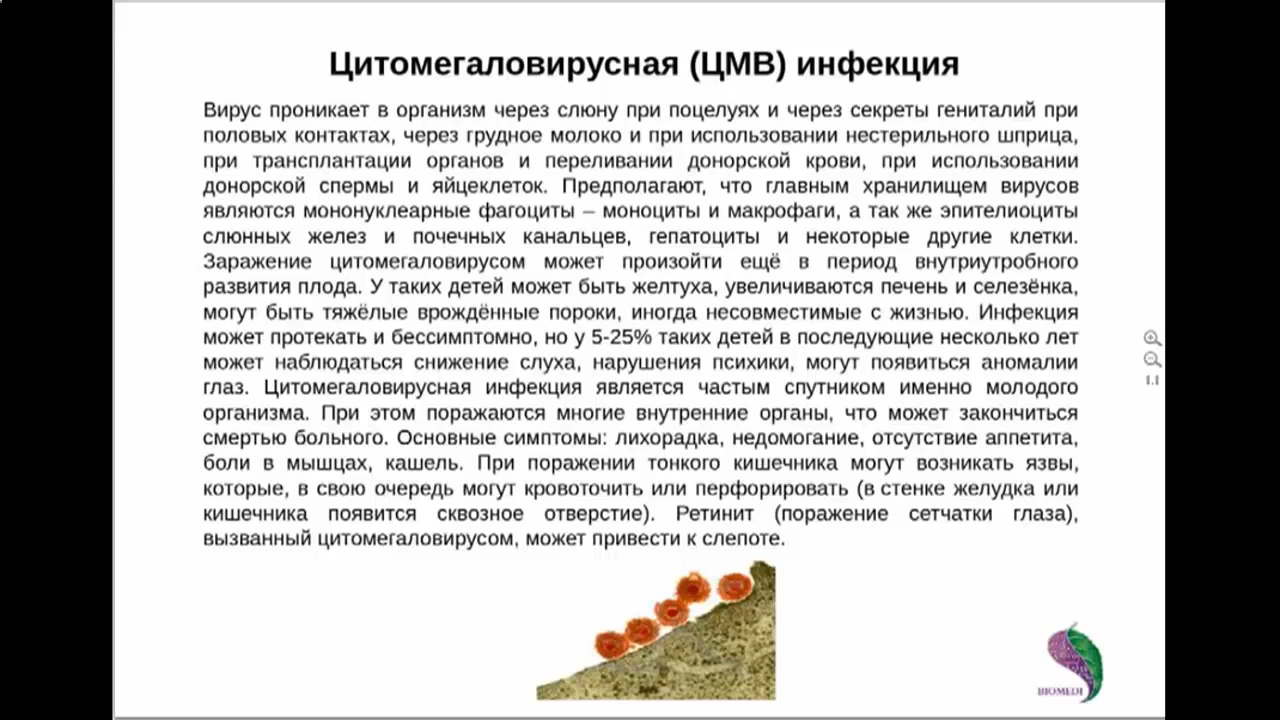 Цитомегаловирусная (ЦМВ) инфекция
Вирус проникает в организм через слюну при поцелуях и через секреты гениталий при
половых контактах, через грудное молоко и при использовании нестерильного шприца,
при трансплантации органов и переливании донорской крови, при использовании
донорской спермы и яйцеклеток. Предполагают, что главным хранилищем вирусов
являются мононуклеарные фагоциты – моноциты и макрофаги, а так же эпителиоциты
слюнных желез и почечных канальцев, гепатоциты и некоторые другие клетки.
Заражение цитомегаловирусом может произойти ещё в период внутриутробного
развития плода. У таких детей может быть желтуха, увеличиваются печень и селезёнка,
могут быть тяжёлые врождённые пороки, иногда несовместимые с жизнью. Инфекция
может протекать и бессимптомно, но у 5-25% таких детей в последующие несколько лет
может наблюдаться снижение слуха, нарушения психики, могут появиться аномалии
глаз. Цитомегаловирусная инфекция является частым спутником именно молодого
организма. При этом поражаются многие внутренние органы, что может закончиться
смертью больного. Основные симптомы: лихорадка, недомогание, отсутствие аппетита,
боли в мышцах, кашель. При поражении тонкого кишечника могут возникать язвы,
которые, в свою очередь могут кровоточить или перфорировать (в стенке желудка или
кишечника появится сквозное отверстие). Ретинит (поражение сетчатки глаза),
вызванный цитомегаловирусом, может привести к слепоте.
1:1
BIOMEDI